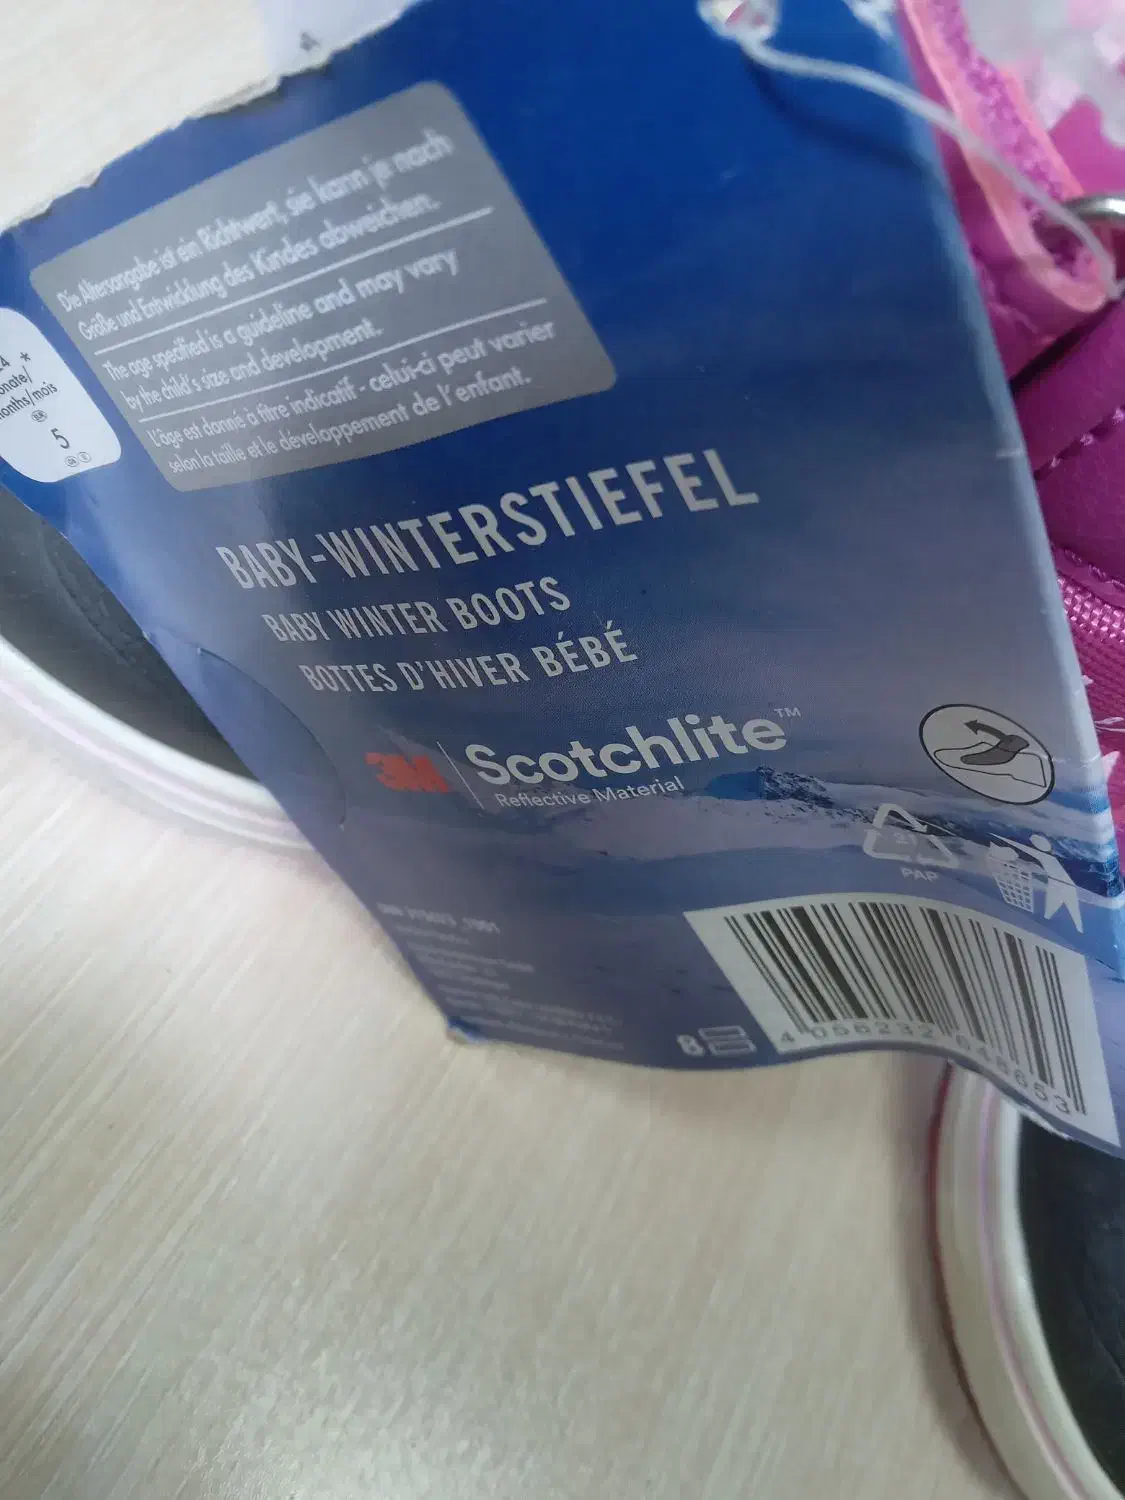 Die Altersangabe ist ein Richtwert, sie kann je nach
Größe und Entwicklung des Kindes abweichen.
The age specified is a guideline and may vary
by the child's size and development.
L'âge est donné à titre indicatif - celui-ci peut varier
selon la taille et le développement de l'enfant.
5
BABY-WINTERSTIEFEL
BABY WINTER BOOTS
BOTTES D'HIVER BÉBÉ
3M Scotchlite™
Reflective Material
PAP
8